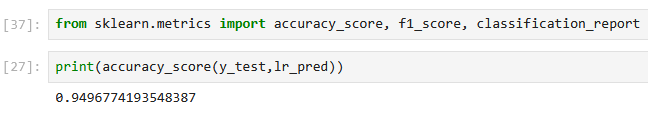 [37]: from sklearn.metrics import accuracy_score, f1_score, classification_report
[27]: print(accuracy_score(y_test,lr_pred))
0.9496774193548387